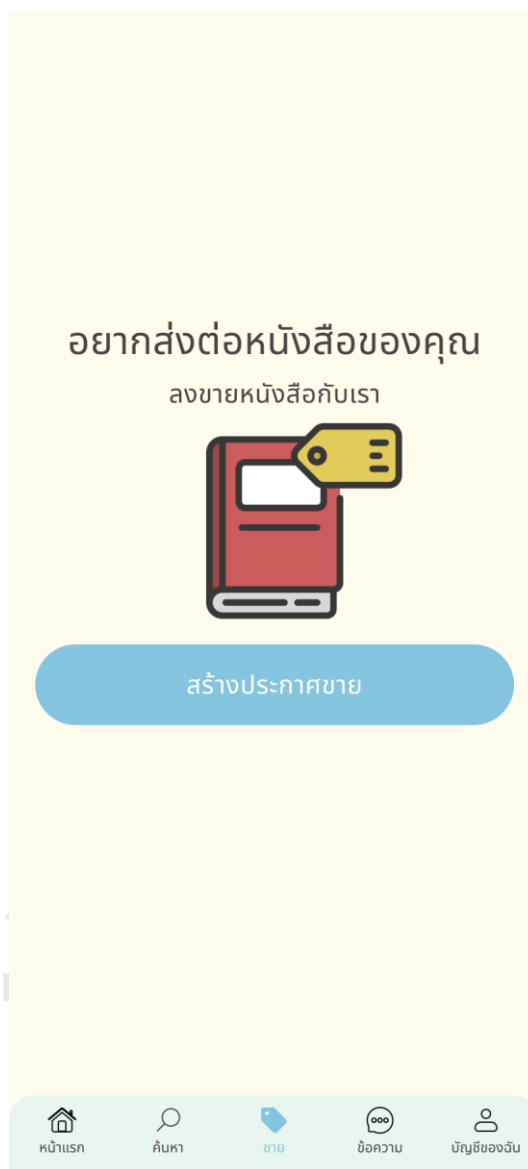 อยากส่งต่อหนังสือของคุณ
ลงขายหนังสือกับเรา
สร้างประกาศขาย
หน้าแรก
ค้นหา
ขาย
ข้อความ
บัญชีของฉัน